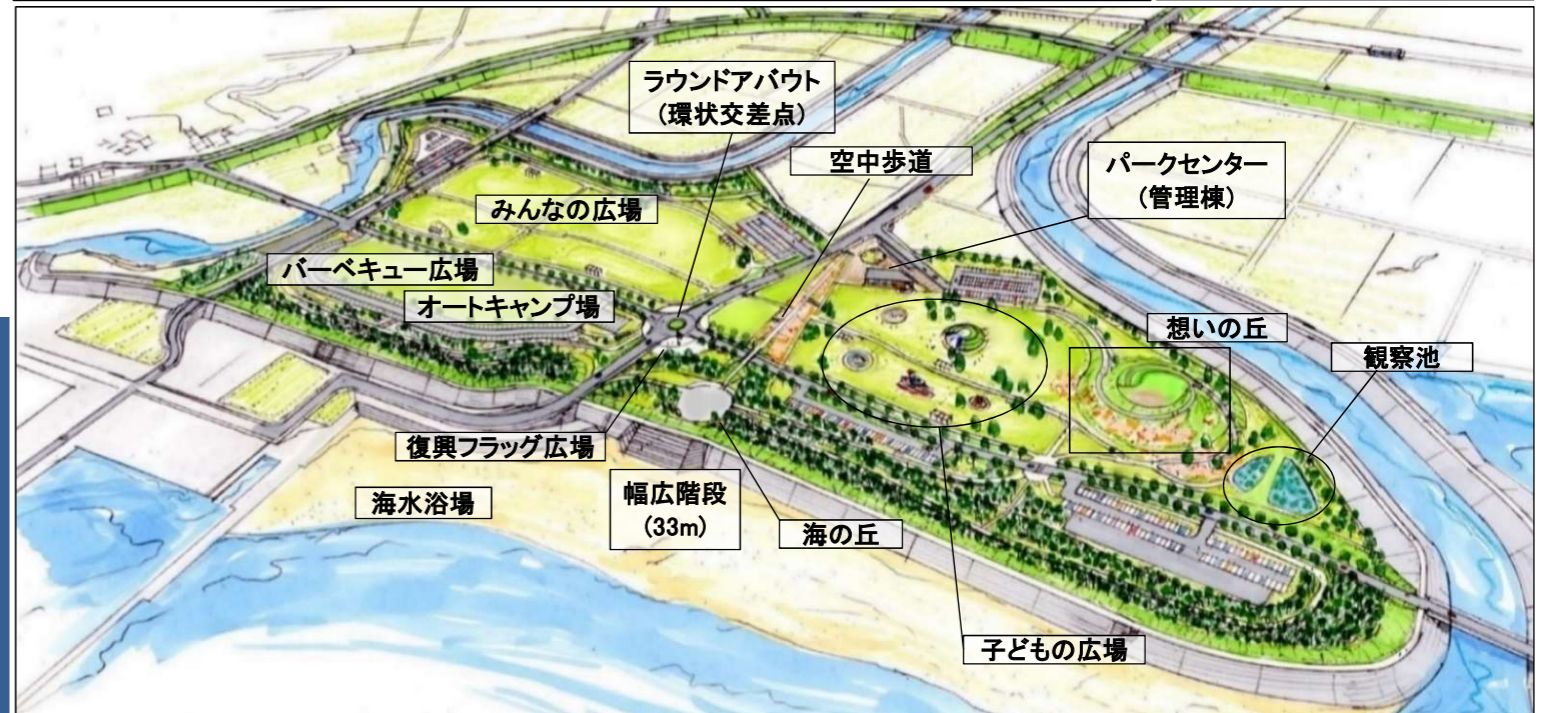 ラウンドアバウト
(環状交差点)
空中歩道
パークセンター
(管理棟)
みんなの広場
バーベキュー広場
オートキャンプ場
想いの丘
観察池
復興フラッグ広場
海水浴場
幅広階段
(33m)
海の丘
子どもの広場